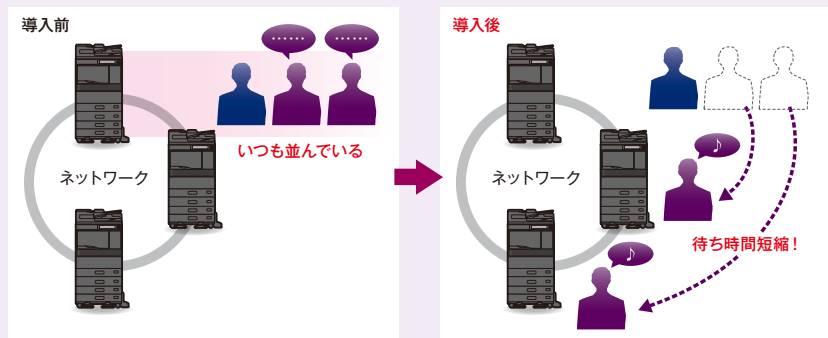 導入前
……
……
いつも並んでいる
ネットワーク
導入後
♪
ネットワーク
待ち時間短縮！
♪